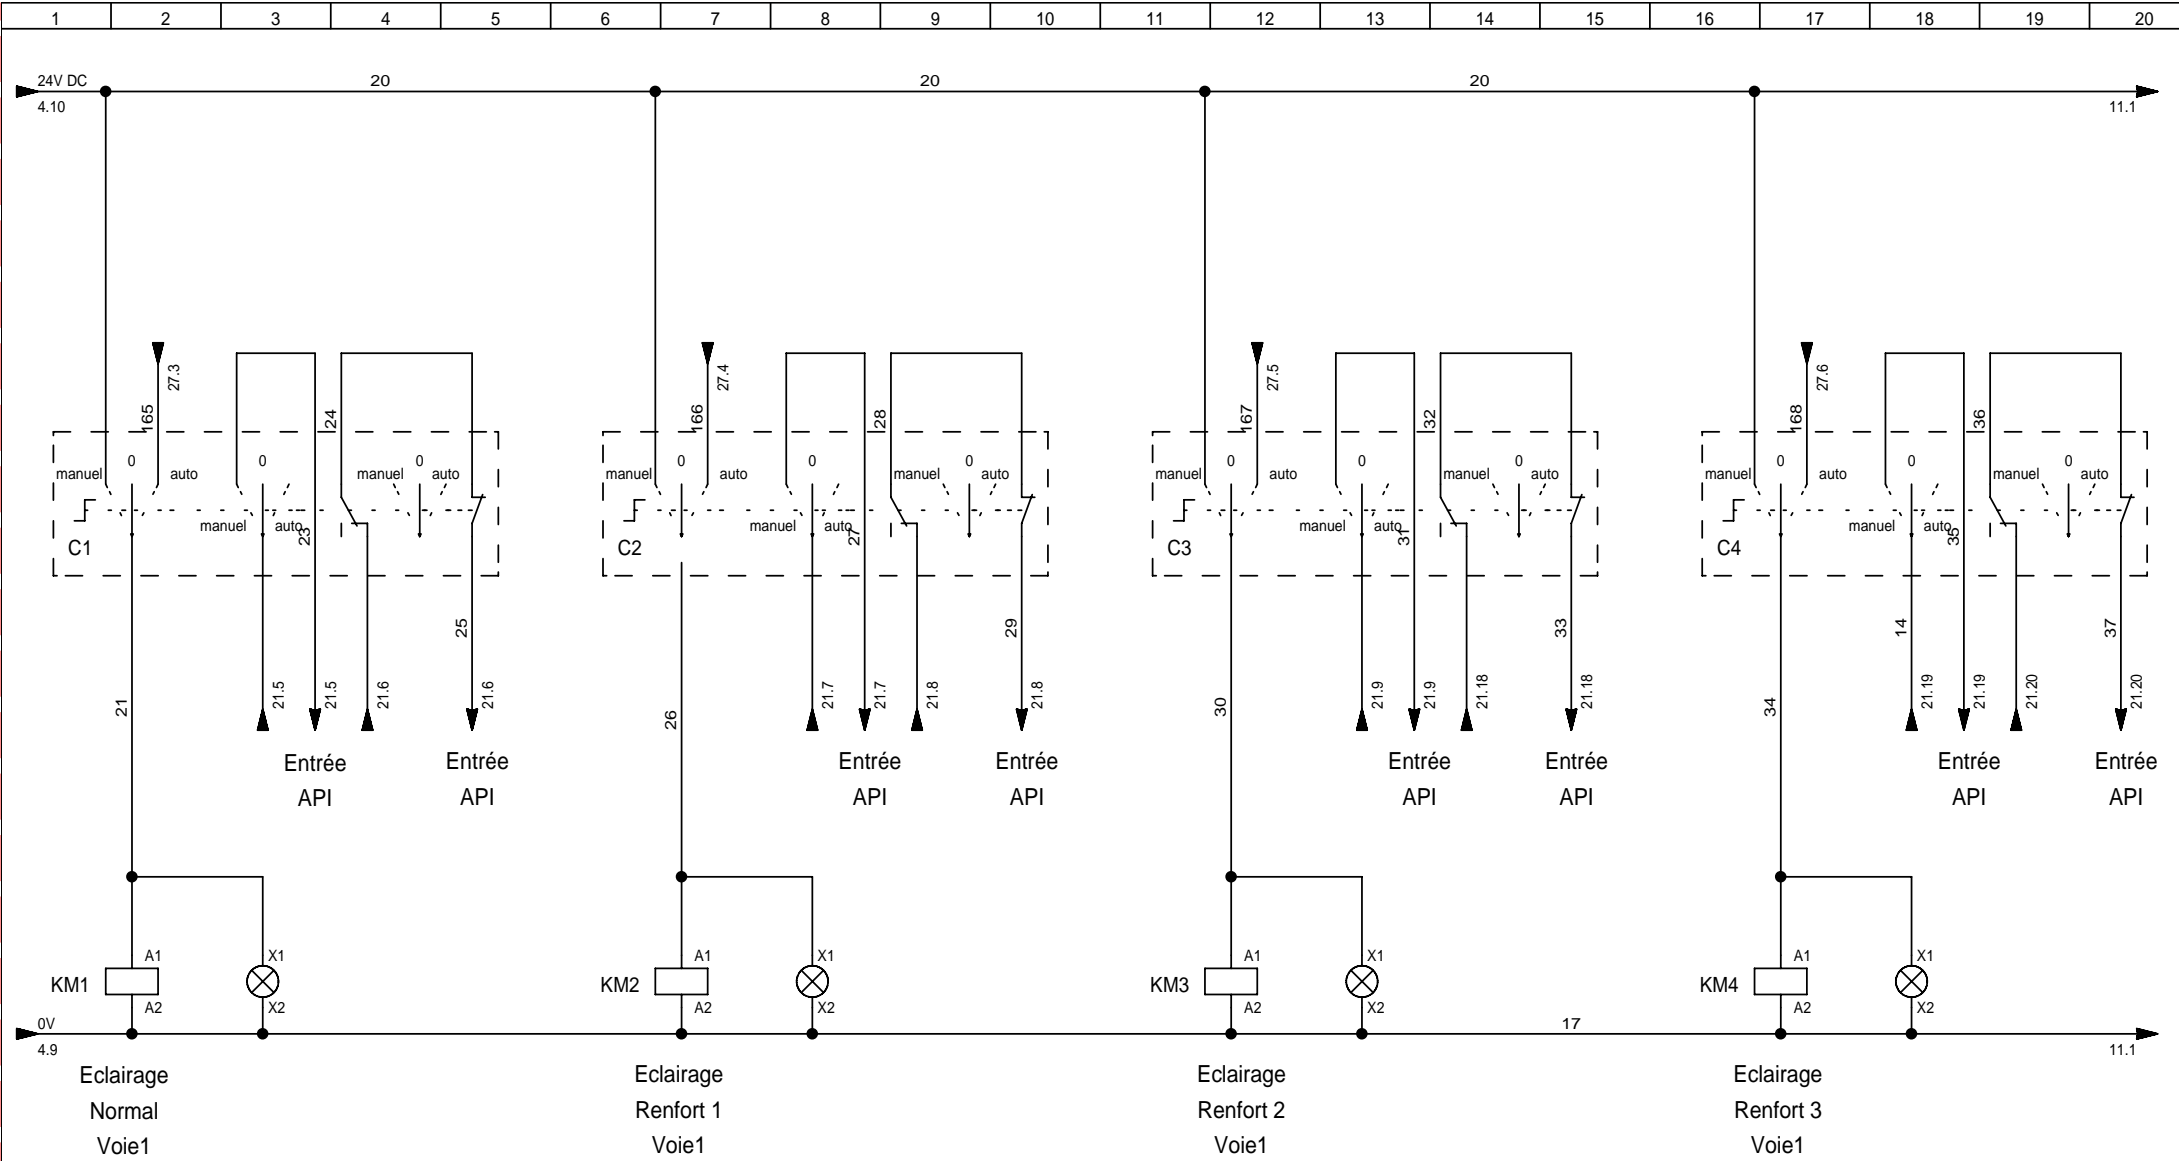 1 2 3 4 5 6 7 8 9 10 11 12 13 14 15 16 17 18 19 20
24V DC 20 20 20
4.10 11.1
27.3 27.4 27.5 27.6
165 24 166 28 167 32 168 36
0 0 0 0 0 0 0 0 0 0 0 0
manuel auto manuel auto manuel auto manuel auto manuel auto manuel auto manuel auto manuel auto
manuel auto manuel auto manuel auto manuel auto
23 27 31 35
C1 C2 C3 C4
25 29 33 14 37
21 21.5 21.5 21.6 21.6 26 21.7 21.7 21.8 21.8 30 21.9 21.9 21.18 21.18 34 21.19 21.19 21.20 21.20
Entrée Entrée Entrée Entrée Entrée Entrée Entrée Entrée
API API API API API API API API
A1 X1 A1 X1 A1 X1 A1 X1
KM1 KM2 KM3 KM4
A2 X2 A2 X2 A2 X2 A2 X2
0V 17
4.9 11.1
Eclairage Eclairage Eclairage Eclairage
Normal Renfort 1 Renfort 2 Renfort 3
Voie1 Voie1 Voie1 Voie1